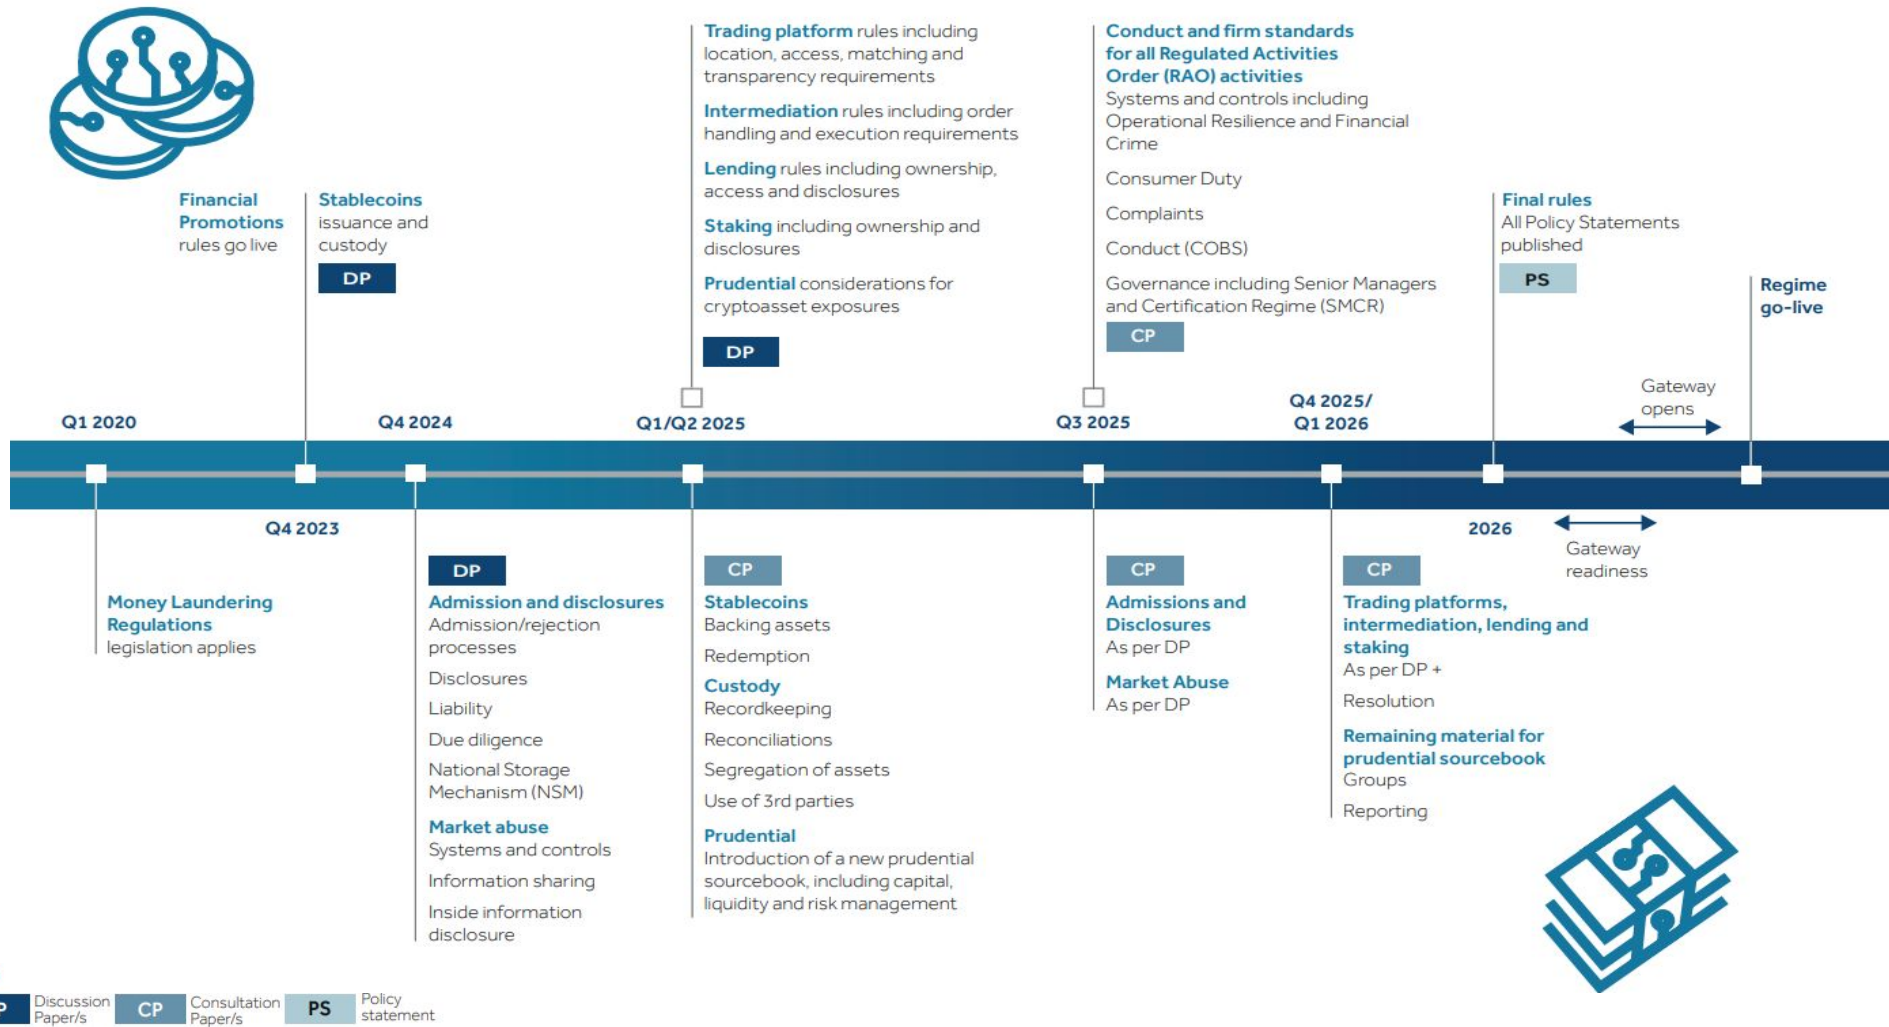 Financial
Promotions
rules go live
Stablecoins
issuance and
custody
DP
Trading platform rules including
location, access, matching and
transparency requirements
Intermediation rules including order
handling and execution requirements
Lending rules including ownership,
access and disclosures
Staking including ownership and
disclosures
Prudential considerations for
cryptoasset exposures
DP
Conduct and firm standards
for all Regulated Activities
Order (RAO) activities
Systems and controls including
Operational Resilience and Financial
Crime
Consumer Duty
Complaints
Conduct (COBS)
Governance including Senior Managers
and Certification Regime (SMCR)
CP
Final rules
All Policy Statements
published
PS
Regime
go-live
Gateway
opens
Q1 2020
Q4 2024
Q1/Q2 2025
Q3 2025
Q4 2025/
Q1 2026
Q4 2023
2026
Gateway
readiness
Money Laundering
Regulations
legislation applies
DP
Admission and disclosures
Admission/rejection
processes
Disclosures
Liability
Due diligence
National Storage
Mechanism (NSM)
Market abuse
Systems and controls
Information sharing
Inside information
disclosure
CP
Stablecoins
Backing assets
Redemption
Custody
Recordkeeping
Reconciliations
Segregation of assets
Use of 3rd parties
Prudential
Introduction of a new prudential
sourcebook, including capital,
liquidity and risk management
CP
Admissions and
Disclosures
As per DP
Market Abuse
As per DP
CP
Trading platforms,
intermediation, lending and
staking
As per DP +
Resolution
Remaining material for
prudential sourcebook
Groups
Reporting
P
Discussion
Paper/s
CP
Consultation
Paper/s
PS
Policy
statement